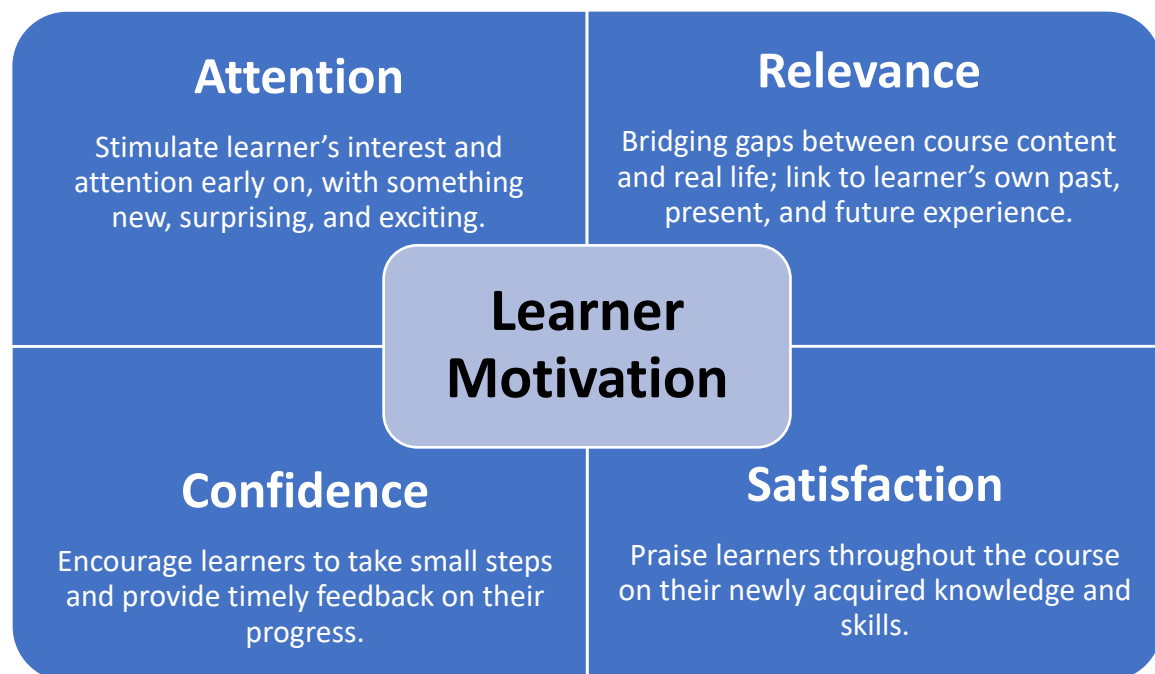 Attention
Stimulate learner’s interest and
attention early on, with something
new, surprising, and exciting.
Relevance
Bridging gaps between course content
and real life; link to learner’s own past,
present, and future experience.
Learner
Motivation
Confidence
Encourage learners to take small steps
and provide timely feedback on their
progress.
Satisfaction
Praise learners throughout the course
on their newly acquired knowledge and
skills.